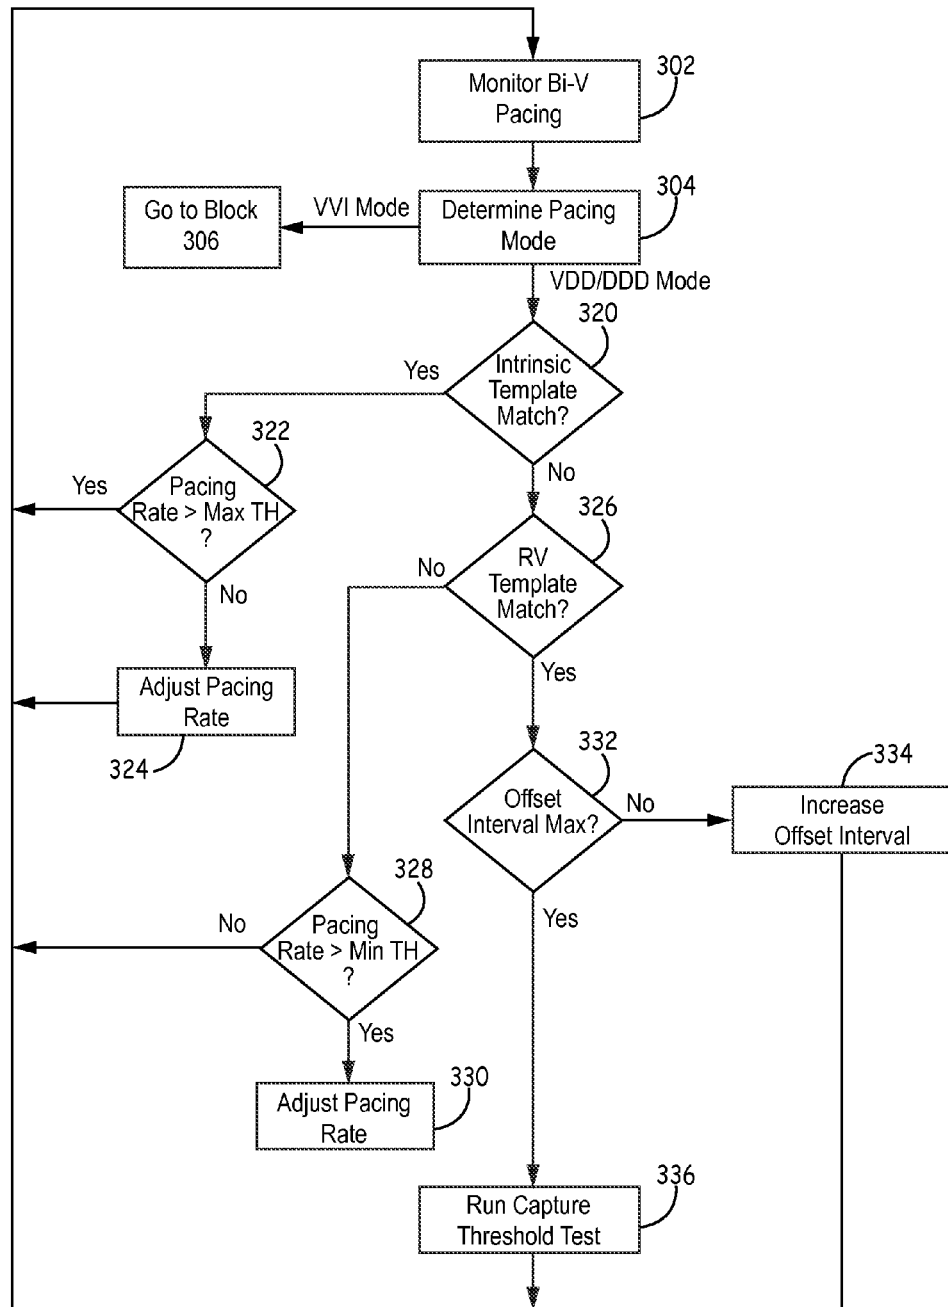 302
Monitor Bi-V
Pacing
304
Go to Block
306
VVI Mode
Determine Pacing
Mode
VDD/DDD Mode
320
Yes
Intrinsic
Template
Match?
322
No
Yes
Pacing
Rate > Max TH
?
326
No
RV
Template
Match?
No
Yes
Adjust Pacing
Rate
324
332
334
Offset
Interval Max?
No
Increase
Offset Interval
328
No
Pacing
Rate > Min TH
?
Yes
Yes
330
Adjust Pacing
Rate
336
Run Capture
Threshold Test